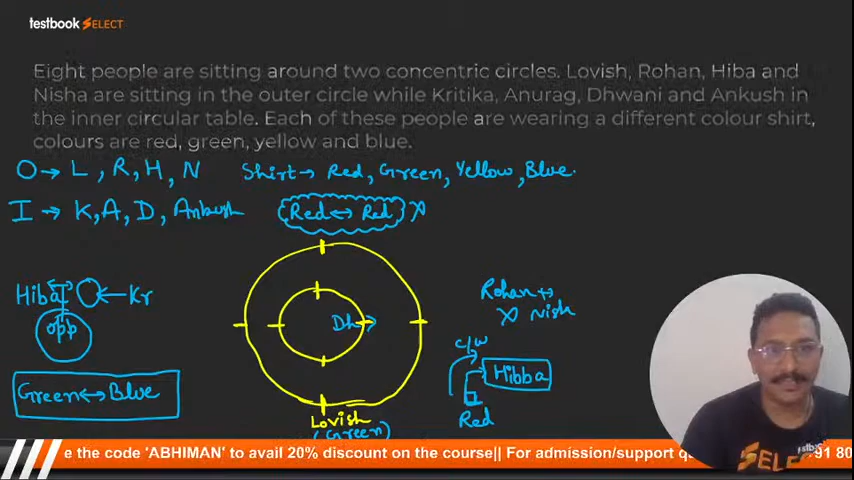 testbook SELECT
Eight people are sitting around two concentric circles. Lovish, Rohan, Hiba and
Nisha are sitting in the outer circle while Kritika, Anurag, Dhwani and Ankush in
the inner circular table. Each of these people are wearing a different colour shirt,
colours are red, green, yellow and blue.
O → L, R, H, N
Shirt → Red, Green, Yellow, Blue.
I → K, A, D, Ankush
(Red ↔ Red) X
Hiba
Kr
opp
Green ↔ Blue
Dh →
Rohan ↔
X Nish
c/w
Hibba
Red
Lovish
(Green)
e the code 'ABHIMAN' to avail 20% discount on the course|| For admission/support q
91 80
testbook
SELEC